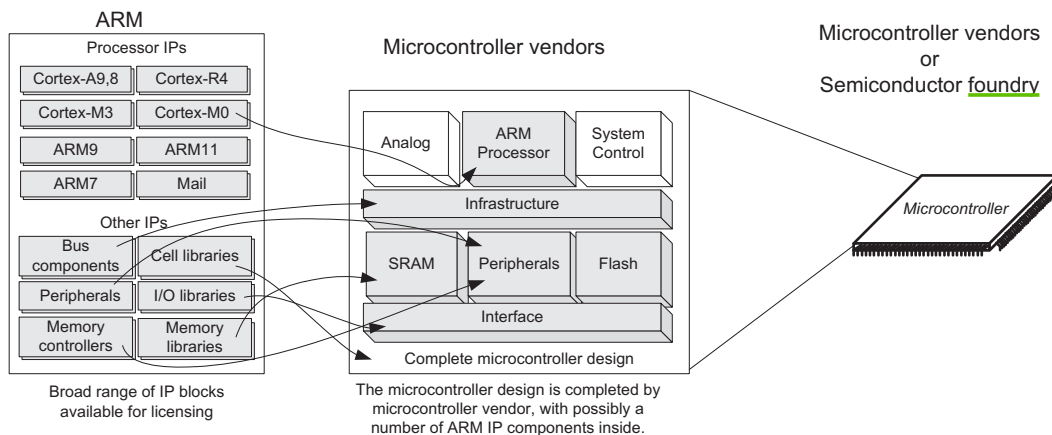 ARM
Processor IPs
Cortex-A9,8
Cortex-R4
Cortex-M3
Cortex-M0
ARM9
ARM11
ARM7
Mail
Other IPs
Bus
components
Cell libraries
Peripherals
I/O libraries
Memory
controllers
Memory
libraries
Broad range of IP blocks
available for licensing
Microcontroller vendors
Analog
ARM
Processor
System
Control
Infrastructure
SRAM
Peripherals
Flash
Interface
Complete microcontroller design
The microcontroller design is completed by
microcontroller vendor, with possibly a
number of ARM IP components inside.
Microcontroller vendors
or
Semiconductor foundry
Microcontroller